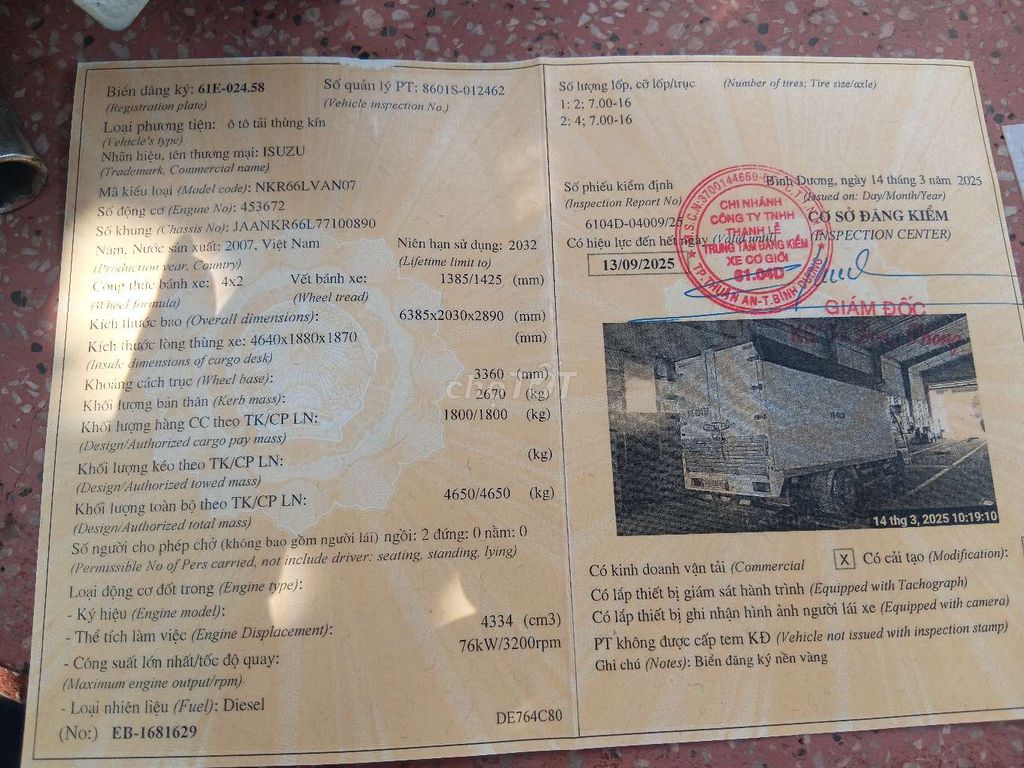 Biển đăng ký: 61E-024.58
(Registration plate)
Số quản lý PT: 8601S-012462
(Vehicle inspection No.)
Loại phương tiện: ô tô tải thùng kín
(Vehicle's type)
Nhãn hiệu, tên thương mại: ISUZU
(Trademark, Commercial name)
Mã kiểu loại (Model code): NKR66LVAN07
Số động cơ (Engine No): 453672
Số khung (Chassis No): JAANKR66L77100890
Năm, Nước sản xuất: 2007, Việt Nam
(Production year, Country)
Niên hạn sử dụng: 2032
(Lifetime limit to)
Công thức bánh xe: 4x2
(Wheel formula)
Vết bánh xe: 1385/1425 (mm)
(Wheel tread)
Kích thước bao (Overall dimensions): 6385x2030x2890 (mm)
Kích thước lòng thùng xe: 4640x1880x1870 (mm)
(Inside dimensions of cargo desk)
Khoảng cách trục (Wheel base): 3360 (mm)
Khối lượng bản thân (Kerb mass): 2670 (kg)
Khối lượng hàng CC theo TK/CP LN: 1800/1800 (kg)
(Design/Authorized cargo pay mass)
Khối lượng kéo theo TK/CP LN: (kg)
(Design/Authorized towed mass)
Khối lượng toàn bộ theo TK/CP LN: 4650/4650 (kg)
(Design/Authorized total mass)
Số người cho phép chở (không bao gồm người lái) ngồi: 2 đứng: 0 nằm: 0
(Permissible No of Pers carried, not include driver: seating, standing, lying)
Loại động cơ đốt trong (Engine type):
- Ký hiệu (Engine model):
- Thể tích làm việc (Engine Displacement): 4334 (cm3)
- Công suất lớn nhất/tốc độ quay: 76kW/3200rpm
(Maximum engine output/rpm)
- Loại nhiên liệu (Fuel): Diesel
(No:) EB-1681629
DE764C80
Số lượng lốp, cỡ lốp/trục (Number of tires; Tire size/axle)
1: 2; 7.00-16
2: 4; 7.00-16
Số phiếu kiểm định
(Inspection Report No)
6104D-04009/25
Có hiệu lực đến hết ngày (Valid until)
13/09/2025
Bình Dương, ngày 14 tháng 3 năm 2025
(Issued on: Day/Month/Year)
CƠ SỞ ĐĂNG KIỂM
(INSPECTION CENTER)
M.S.C.N:3700144669
CHI NHÁNH
CÔNG TY TNHH
THANH LỄ
TRUNG TÂM ĐĂNG KIỂM
XE CƠ GIỚI
61.04D
TP.THUẬN AN-T.BÌNH DƯƠNG
GIÁM ĐỐC
14 thg 3, 2025 10:19:10
Có kinh doanh vận tải (Commercial X Có cải tạo (Modification):
Có lắp thiết bị giám sát hành trình (Equipped with Tachograph)
Có lắp thiết bị ghi nhận hình ảnh người lái xe (Equipped with camera)
PT không được cấp tem KĐ (Vehicle not issued with inspection stamp)
Ghi chú (Notes): Biển đăng ký nền vàng
choTOT